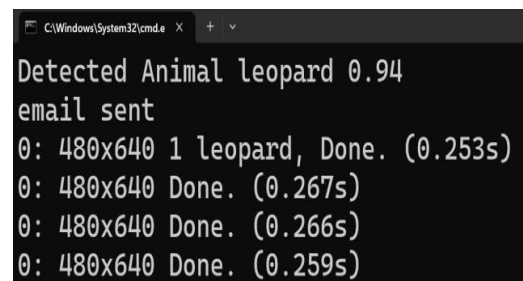 C:\Windows\System32\cmd.e
Detected Animal leopard 0.94
email sent
0: 480x640 1 leopard, Done. (0.253s)
0: 480x640 Done. (0.267s)
0: 480x640 Done. (0.266s)
0: 480x640 Done. (0.259s)